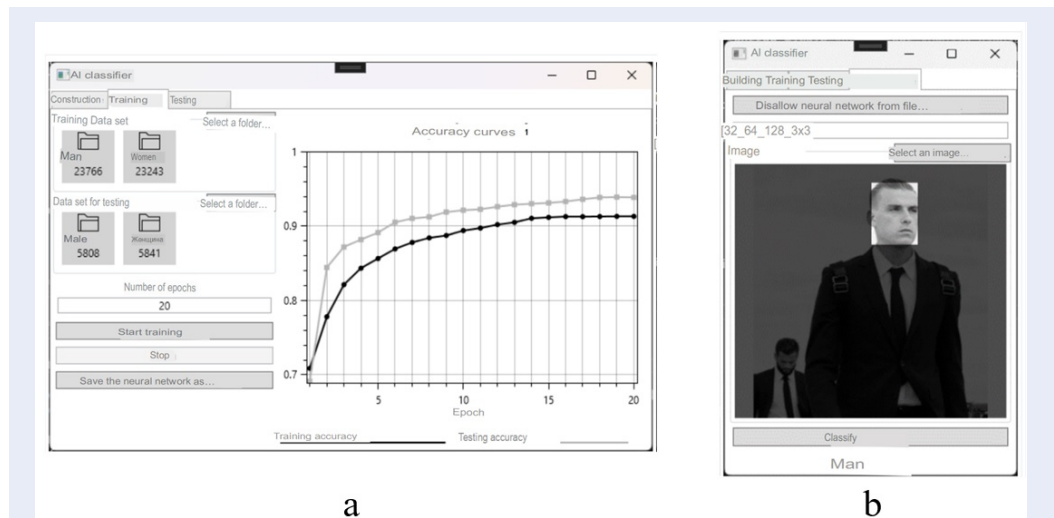 AI classifier
Construction Training Testing
Training Data set
Select a folder...
Man
23766
Women
23243
Data set for testing
Select a folder...
Male
5808
Женщина
5841
Number of epochs
20
Start training
Stop
Save the neural network as...
Accuracy curves 1
1
0.9
0.8
0.7
5
10
15
20
Epoch
Training accuracy
Testing accuracy
a
AI classifier
Building Training Testing
Disallow neural network from file...
[32_64_128_3x3
Image
Select an image...
Classify
Man
b